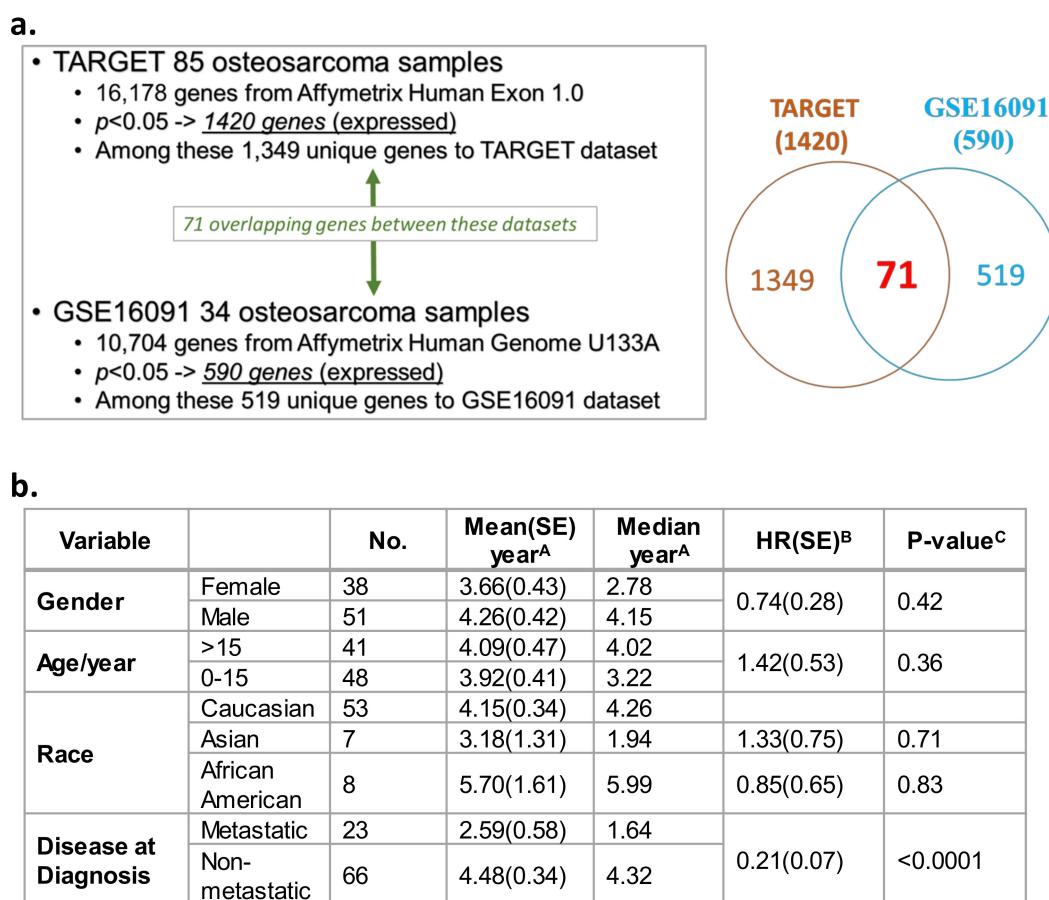 a.
• TARGET 85 osteosarcoma samples
• 16,178 genes from Affymetrix Human Exon 1.0
• p<0.05 -> 1420 genes (expressed)
• Among these 1,349 unique genes to TARGET dataset
71 overlapping genes between these datasets
• GSE16091 34 osteosarcoma samples
• 10,704 genes from Affymetrix Human Genome U133A
• p<0.05 -> 590 genes (expressed)
• Among these 519 unique genes to GSE16091 dataset
TARGET
(1420)
GSE16091
(590)
1349
71
519
b.
Variable No. Mean(SE) yearᴬ Median yearᴬ HR(SE)ᴮ P-valueᶜ
Gender
Female 38 3.66(0.43) 2.78
Male 51 4.26(0.42) 4.15
0.74(0.28) 0.42
Age/year
>15 41 4.09(0.47) 4.02
0-15 48 3.92(0.41) 3.22
1.42(0.53) 0.36
Race
Caucasian 53 4.15(0.34) 4.26
Asian 7 3.18(1.31) 1.94 1.33(0.75) 0.71
African American 8 5.70(1.61) 5.99 0.85(0.65) 0.83
Disease at Diagnosis
Metastatic 23 2.59(0.58) 1.64
Non-metastatic 66 4.48(0.34) 4.32
0.21(0.07) <0.0001